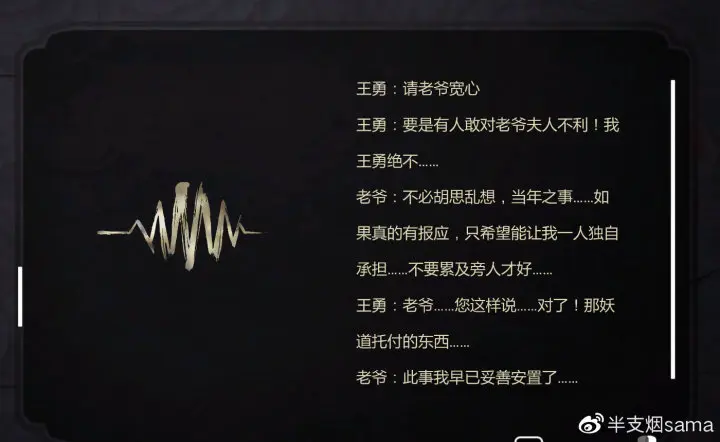 王勇：请老爷宽心
王勇：要是有人敢对老爷夫人不利！我
王勇绝不……
老爷：不必胡思乱想，当年之事……如
果真的有报应，只希望能让我一人独自
承担……不要累及旁人才好……
王勇：老爷……您这样说……对了！那妖
道托付的东西……
老爷：此事我早已妥善安置了……
半支烟sama